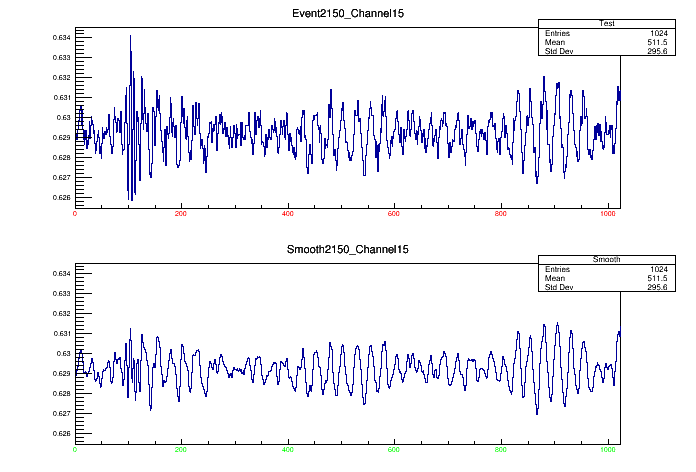 Event2150_Channel15
Test
Entries 1024
Mean 511.5
Std Dev 295.6
0.634
0.633
0.632
0.631
0.63
0.629
0.628
0.627
0.626
0 200 400 600 800 1000
Smooth2150_Channel15
Smooth
Entries 1024
Mean 511.5
Std Dev 295.6
0.634
0.633
0.632
0.631
0.63
0.629
0.628
0.627
0.626
0 200 400 600 800 1000